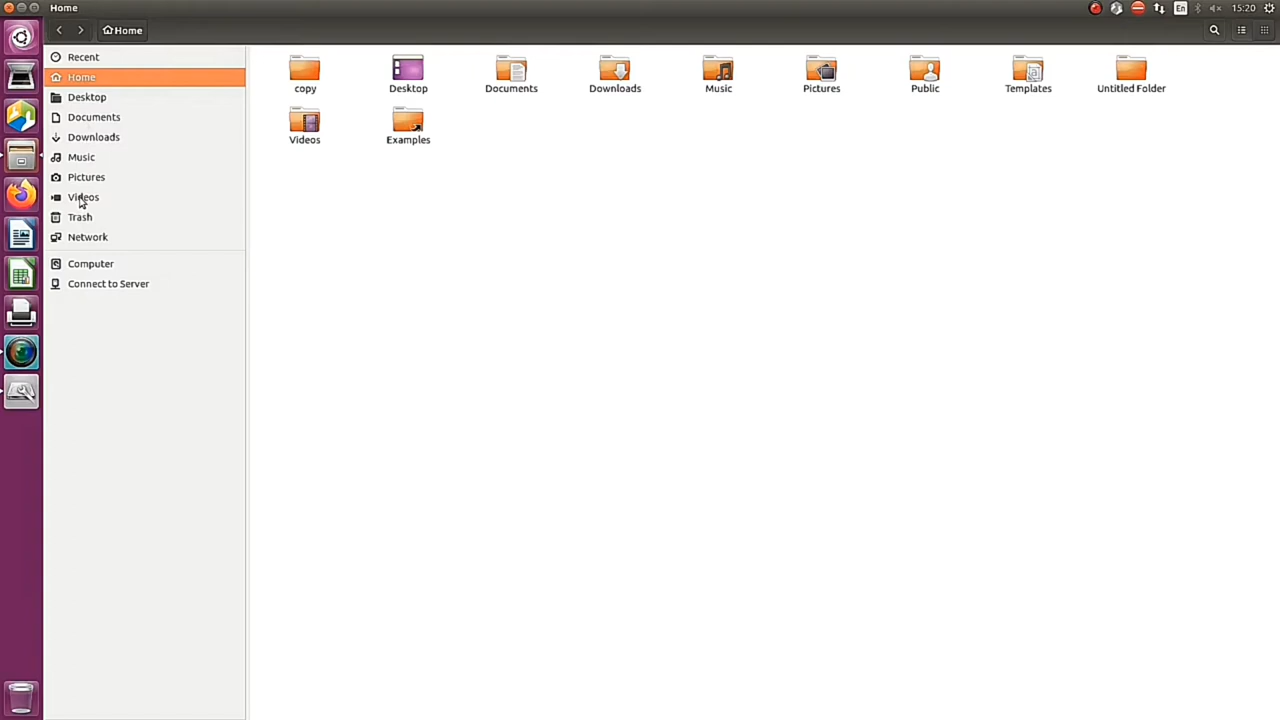 Home
En
15:20
Home
Recent
Home
Desktop
Documents
Downloads
Music
Pictures
Videos
Trash
Network
Computer
Connect to Server
copy
Desktop
Documents
Downloads
Music
Pictures
Public
Templates
Untitled Folder
Videos
Examples